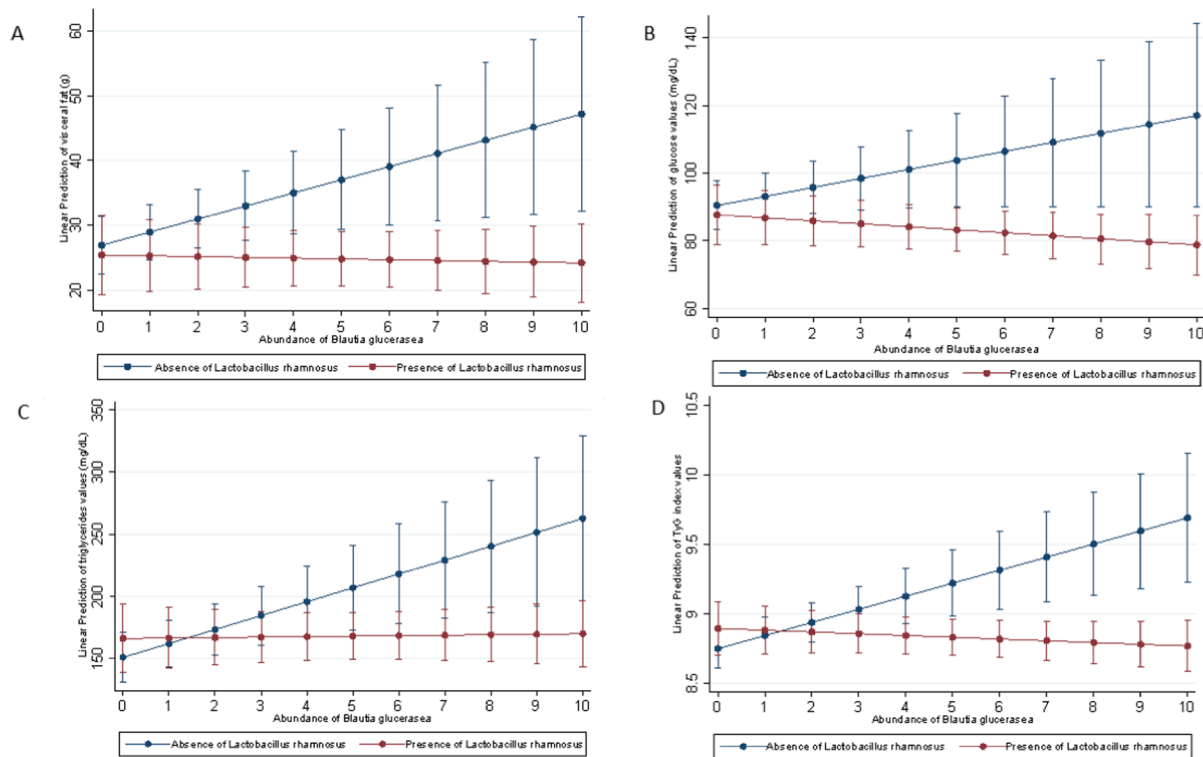 A
Linear Prediction of visceral fat (g)
60
50
40
30
20
0 1 2 3 4 5 6 7 8 9 10
Abundance of Blautia glucerasea
Absence of Lactobacillus rhamnosus Presence of Lactobacillus rhamnosus
B
Linear Prediction of glucose values (mg/dL)
140
120
100
80
60
0 1 2 3 4 5 6 7 8 9 10
Abundance of Blautia glucerasea
Absence of Lactobacillus rhamnosus Presence of Lactobacillus rhamnosus
C
Linear Prediction of triglycerides values (mg/dL)
350
300
250
200
150
0 1 2 3 4 5 6 7 8 9 10
Abundance of Blautia glucerasea
Absence of Lactobacillus rhamnosus Presence of Lactobacillus rhamnosus
D
Linear Prediction of TyG index values
10.5
10
9.5
9
8.5
0 1 2 3 4 5 6 7 8 9 10
Abundance of Blautia glucerasea
Absence of Lactobacillus rhamnosus Presence of Lactobacillus rhamnosus